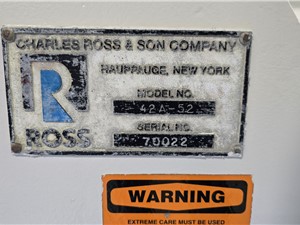 CHARLES ROSS & SON COMPANY
R
HAUPPAUGE, NEW YORK
MODEL NO.
42A-52
SERIAL NO.
ROSS
70022
WARNING
EXTREME CARE MUST BE USED